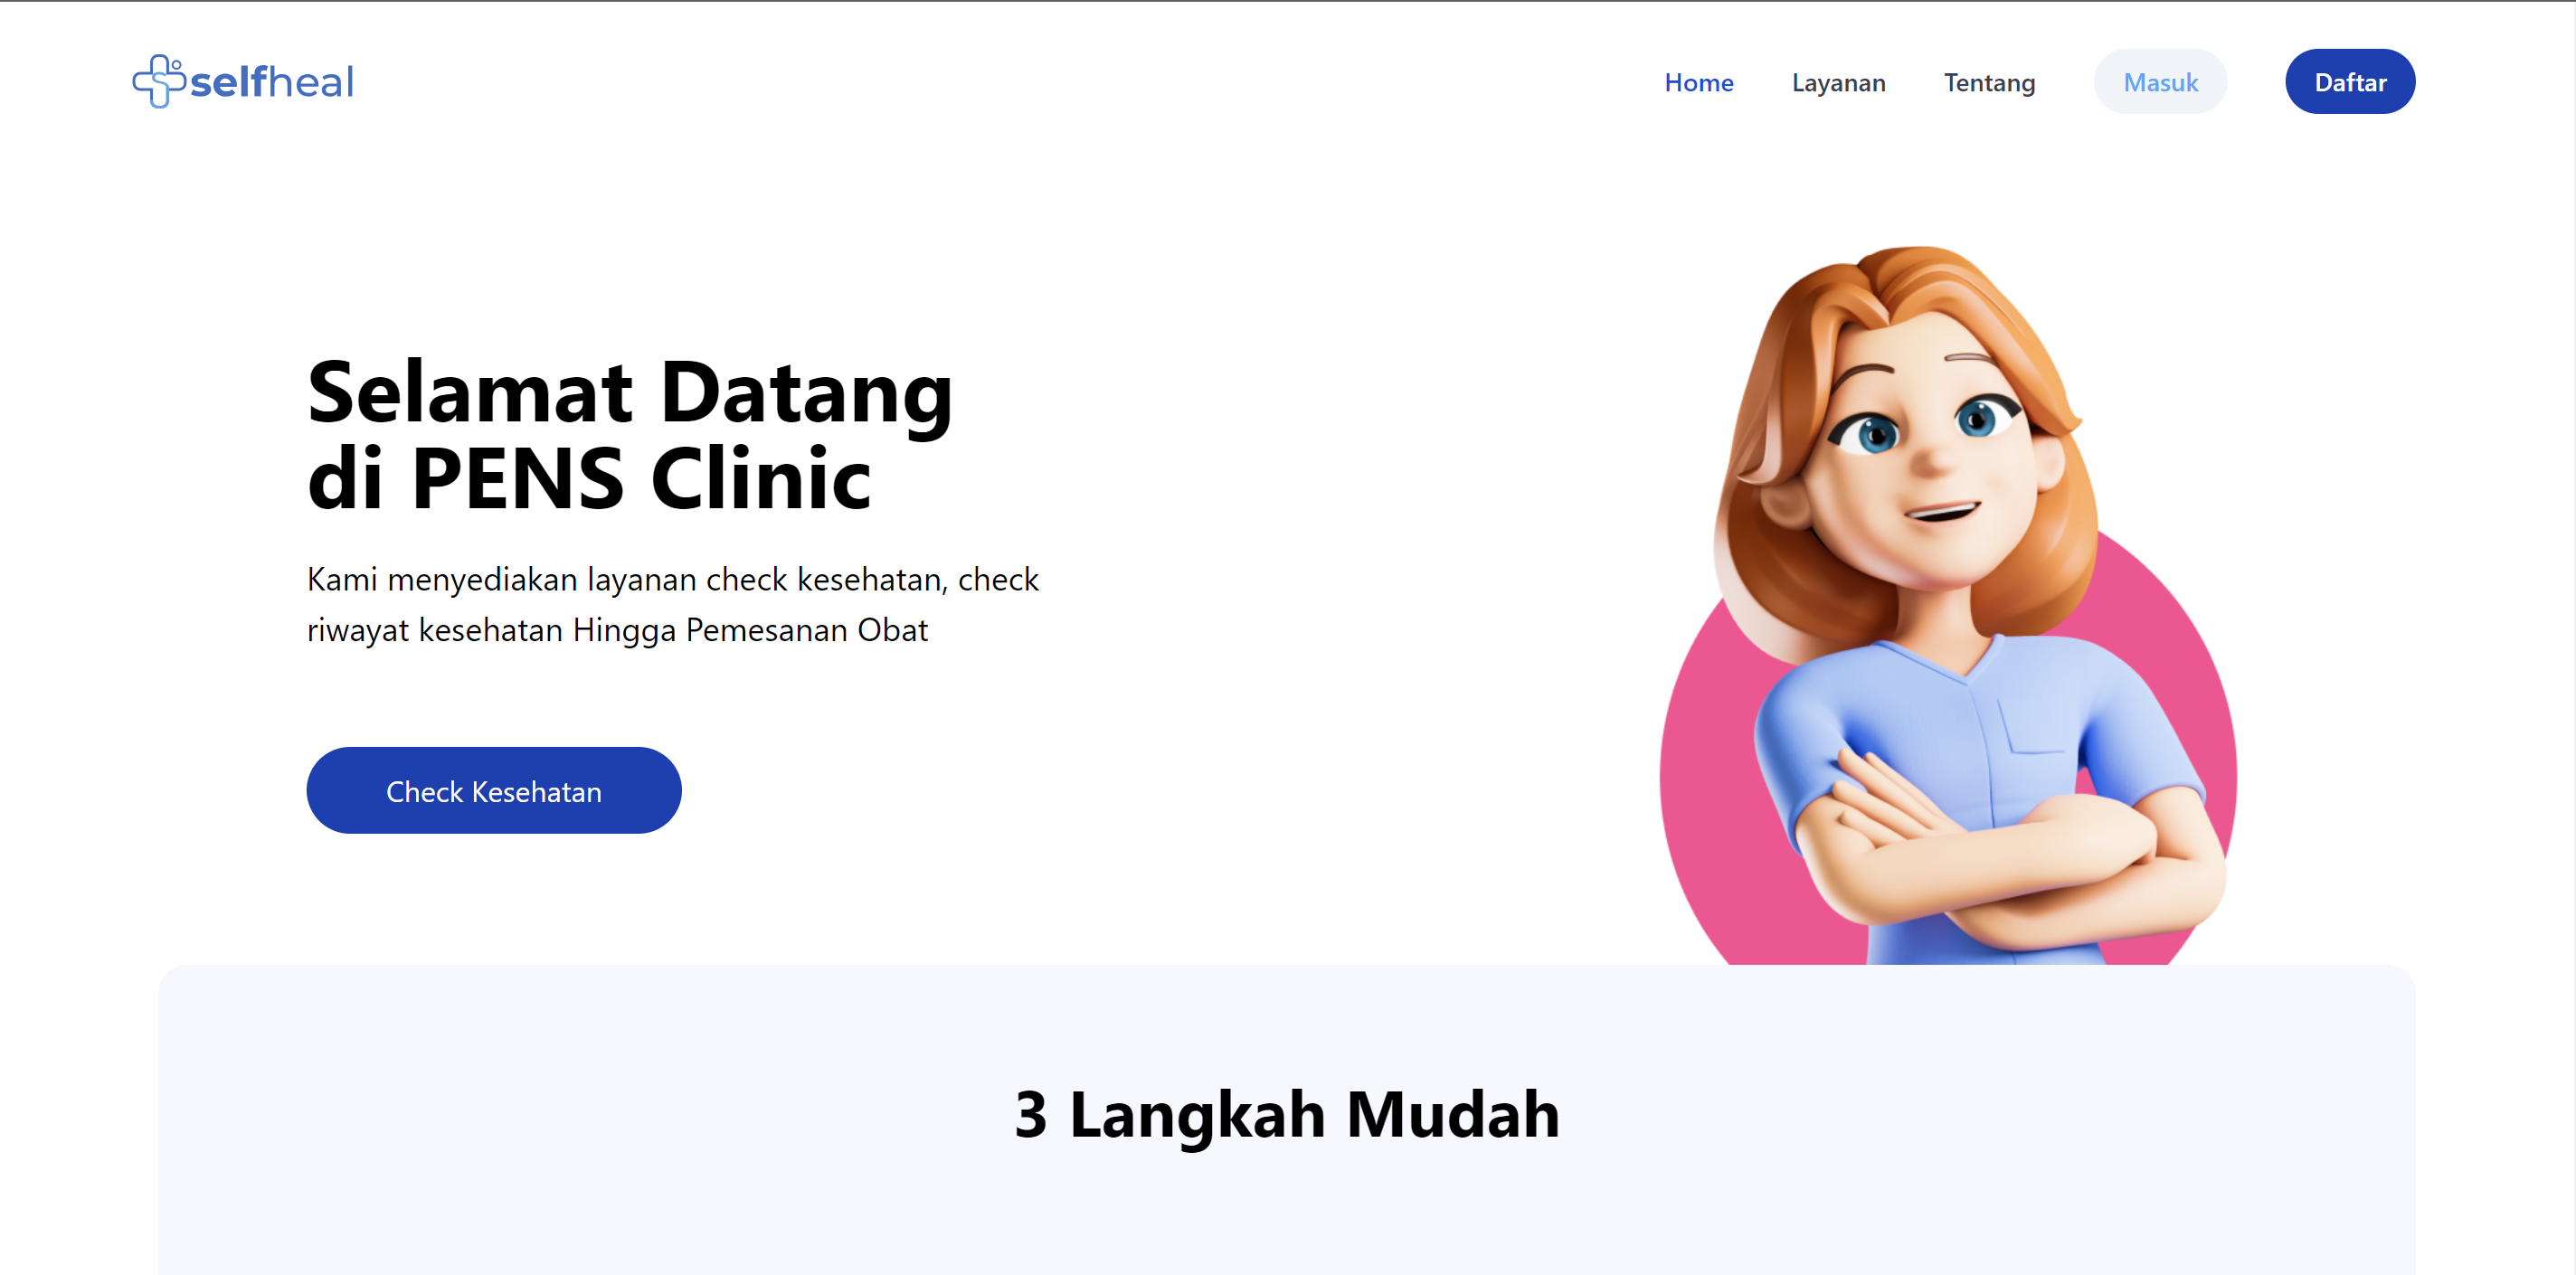 selfheal
Home
Layanan
Tentang
Masuk
Daftar
Selamat Datang
di PENS Clinic
Kami menyediakan layanan check kesehatan, check
riwayat kesehatan Hingga Pemesanan Obat
Check Kesehatan
3 Langkah Mudah